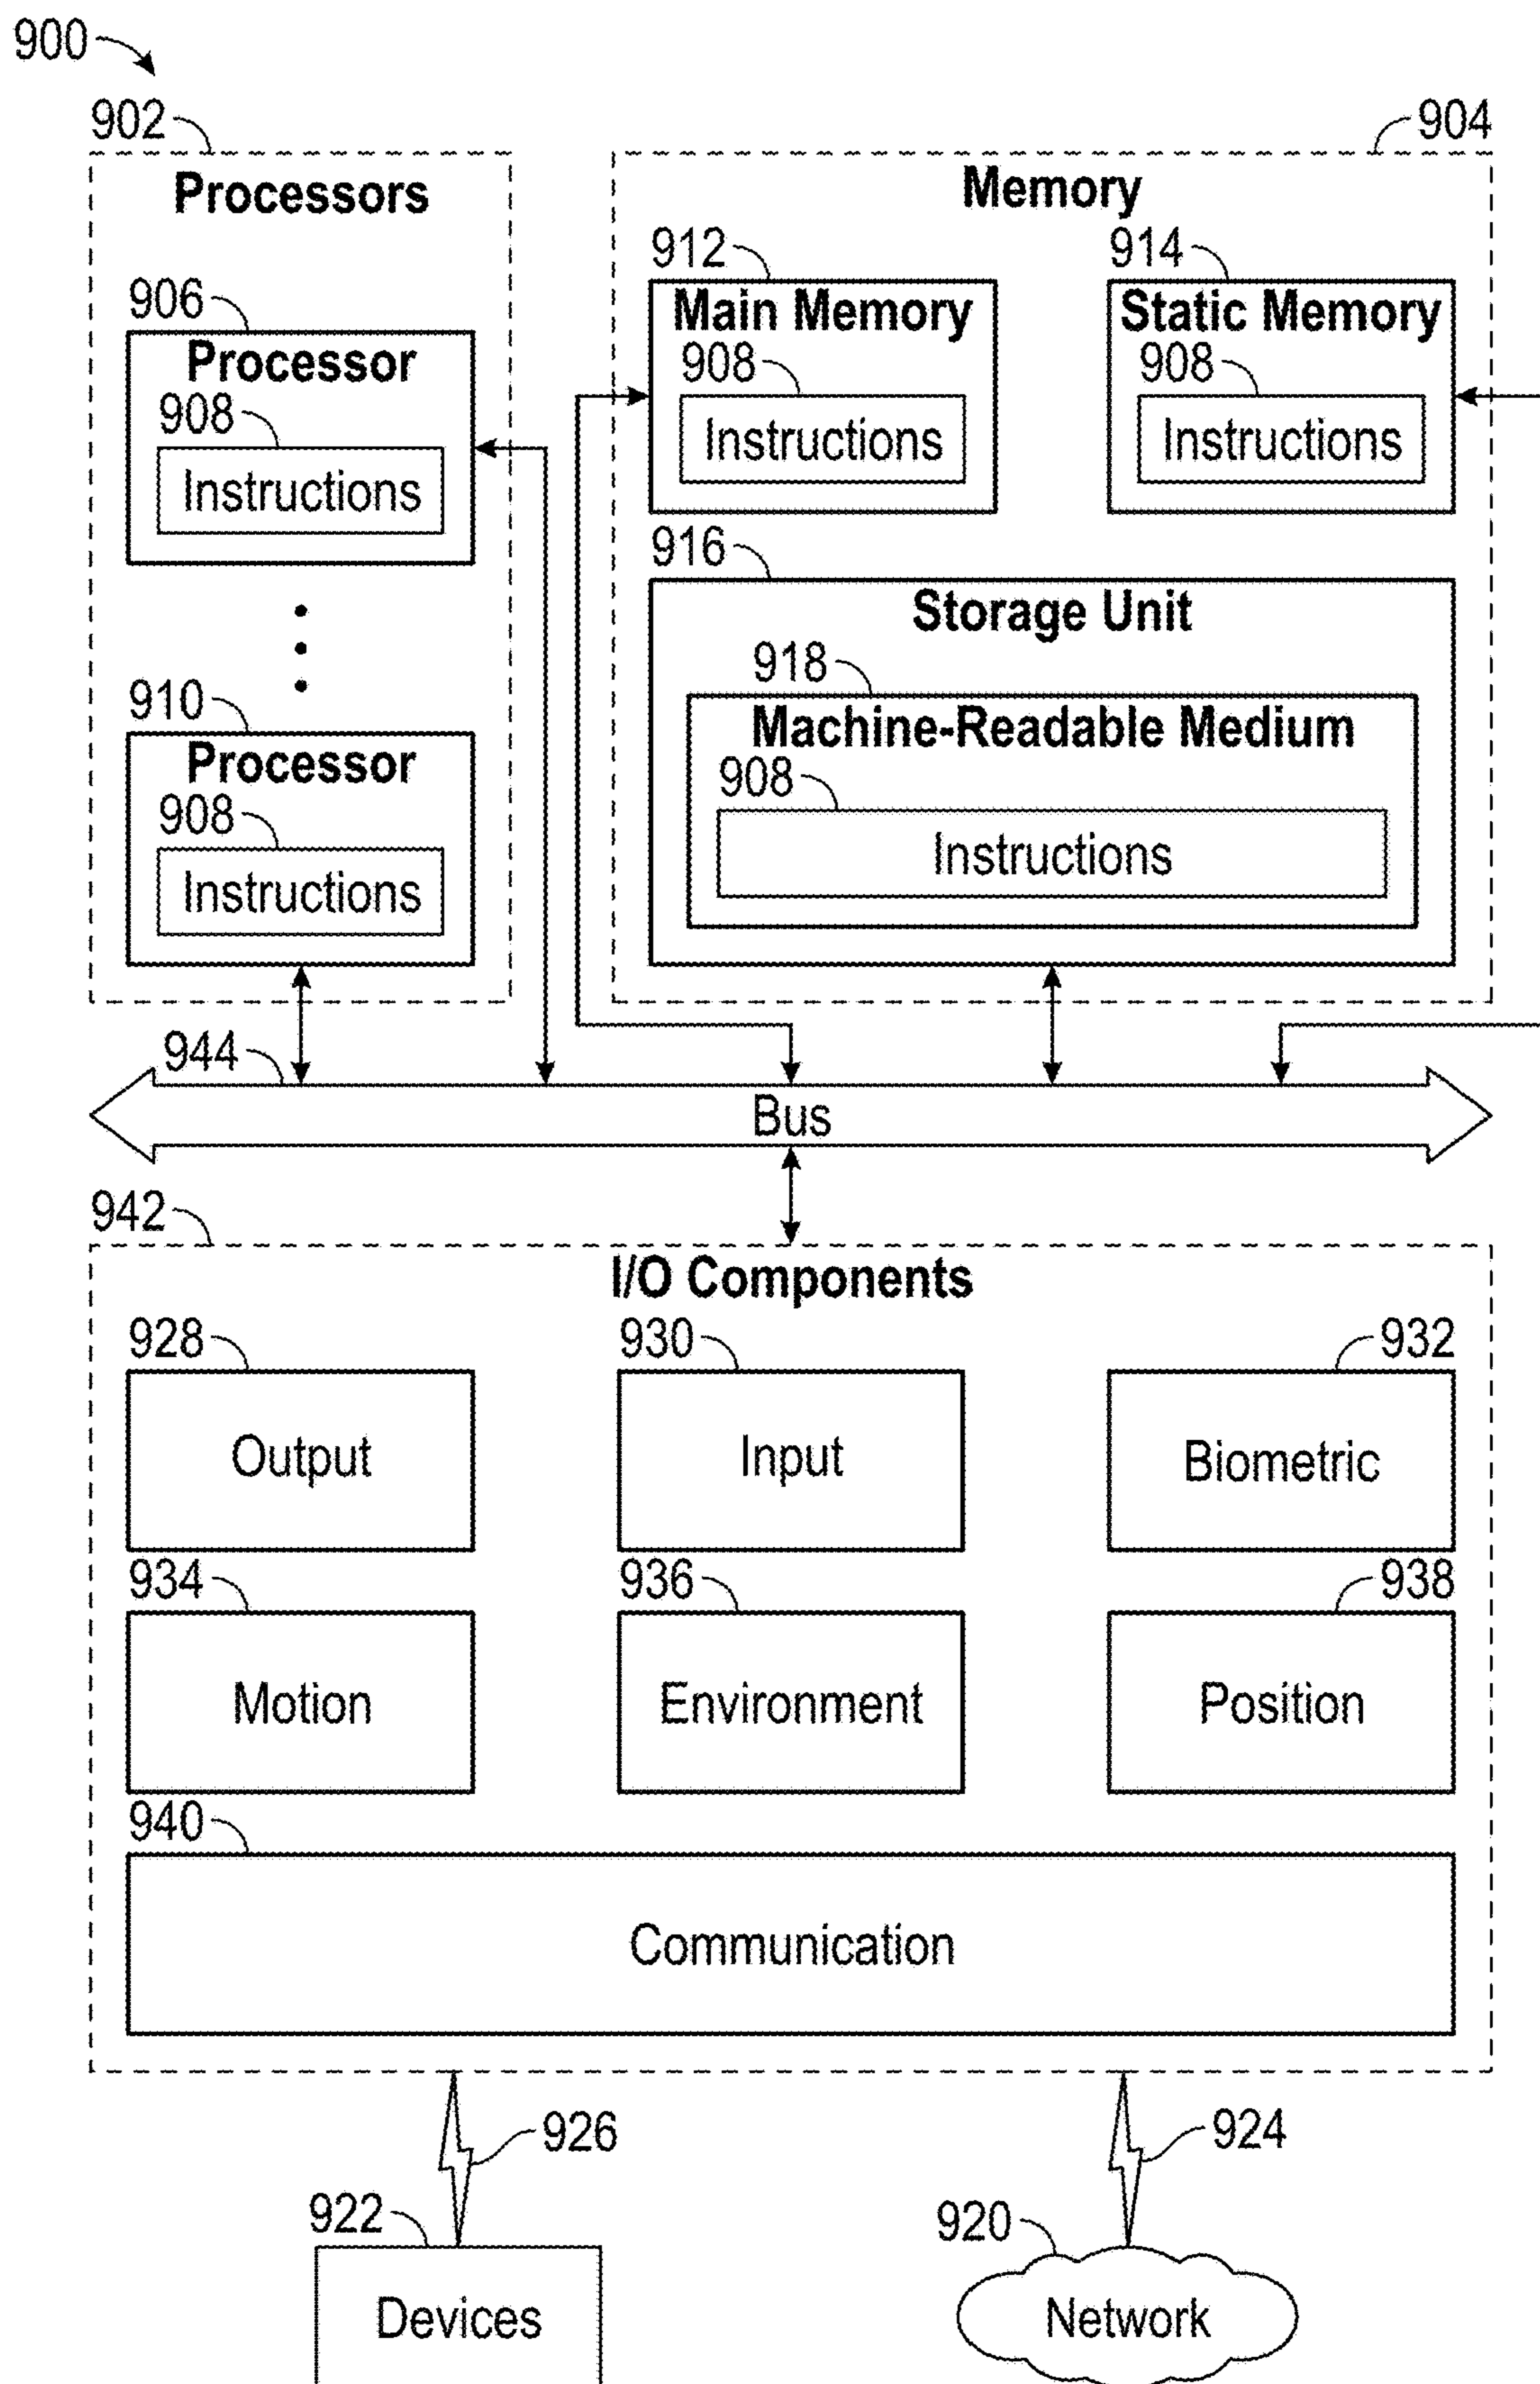 900
902
904
Processors
Memory
906
Processor
908
Instructions
910
Processor
908
Instructions
912
Main Memory
908
Instructions
914
Static Memory
908
Instructions
916
Storage Unit
918
Machine-Readable Medium
908
Instructions
944
Bus
942
I/O Components
928
Output
930
Input
932
Biometric
934
Motion
936
Environment
938
Position
940
Communication
926
924
922
Devices
920
Network